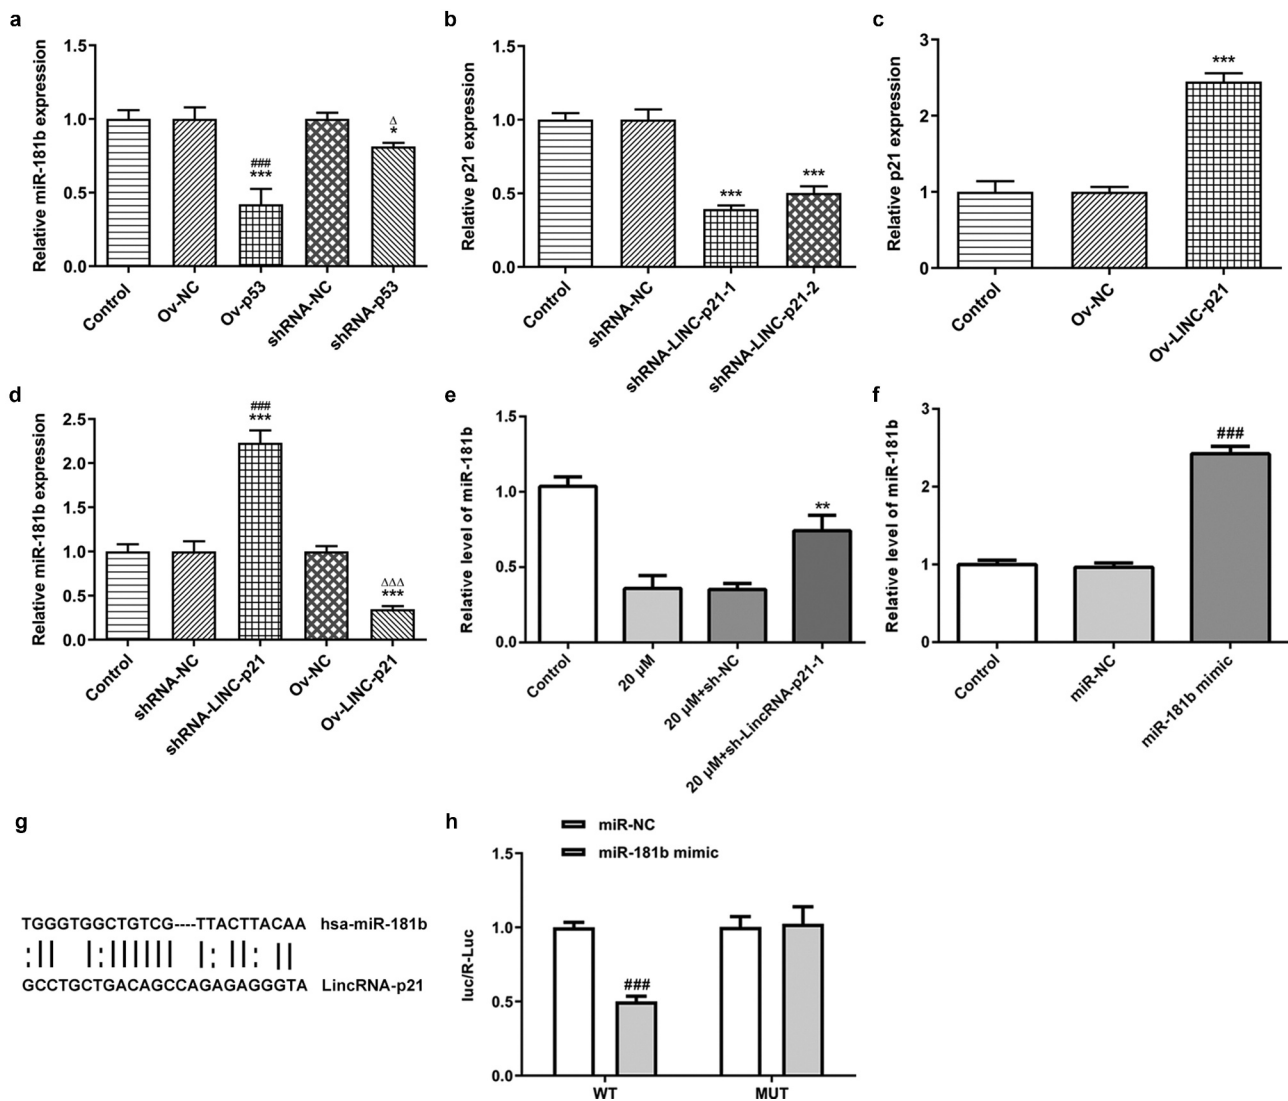 a
Relative miR-181b expression
1.5
1.0
0.5
0.0
###
***
Δ
*
Control
Ov-NC
Ov-p53
shRNA-NC
shRNA-p53
b
Relative p21 expression
1.5
1.0
0.5
0.0
***
***
Control
shRNA-NC
shRNA-LINC-p21-1
shRNA-LINC-p21-2
c
Relative p21 expression
3
2
1
0
***
Control
Ov-NC
Ov-LINC-p21
d
Relative miR-181b expression
2.5
2.0
1.5
1.0
0.5
0.0
###
***
ΔΔΔ
***
Control
shRNA-NC
shRNA-LINC-p21
Ov-NC
Ov-LINC-p21
e
Relative level of miR-181b
1.5
1.0
0.5
0.0
**
Control
20 μM
20 μM+sh-NC
20 μM+sh-LincRNA-p21-1
f
Relative level of miR-181b
3
2
1
0
###
Control
miR-NC
miR-181b mimic
g
TGGGTGGCTGTCG----TTACTTACAA hsa-miR-181b
GCCTGCTGACAGCCAGAGAGGGTA LincRNA-p21
h
miR-NC
miR-181b mimic
luc/R-Luc
1.5
1.0
0.5
0.0
###
WT
MUT